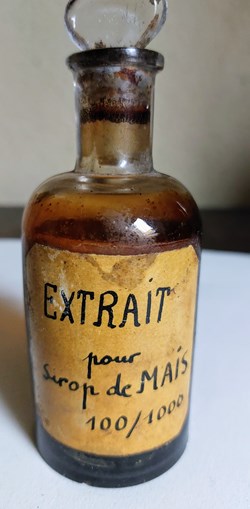 EXTRAIT
pour
Sirop de MAÏS
100/1000